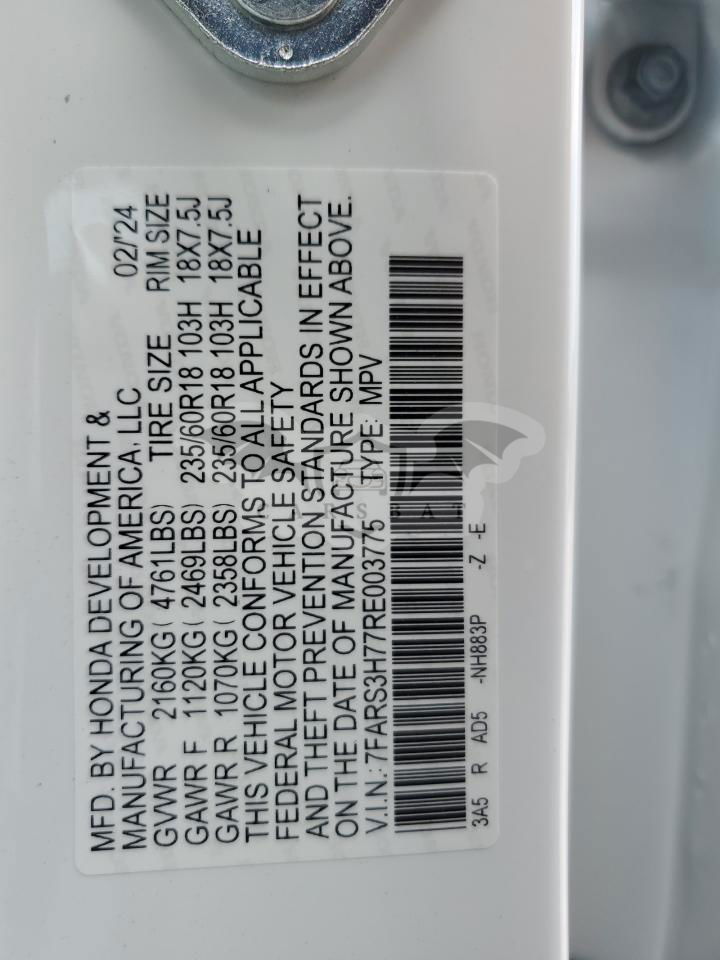 MFD. BY HONDA DEVELOPMENT &
MANUFACTURING OF AMERICA, LLC 02/'24
GVWR 2160KG( 4761LBS) TIRE SIZE RIM SIZE
GAWR F 1120KG( 2469LBS) 235/60R18 103H 18X7.5J
GAWR R 1070KG( 2358LBS) 235/60R18 103H 18X7.5J
THIS VEHICLE CONFORMS TO ALL APPLICABLE
FEDERAL MOTOR VEHICLE SAFETY
AND THEFT PREVENTION STANDARDS IN EFFECT
ON THE DATE OF MANUFACTURE SHOWN ABOVE.
V.I.N.:7FARS3H77RE003775 TYPE: MPV
3A5 R AD5 -NH883P -Z -E
CARSBAT